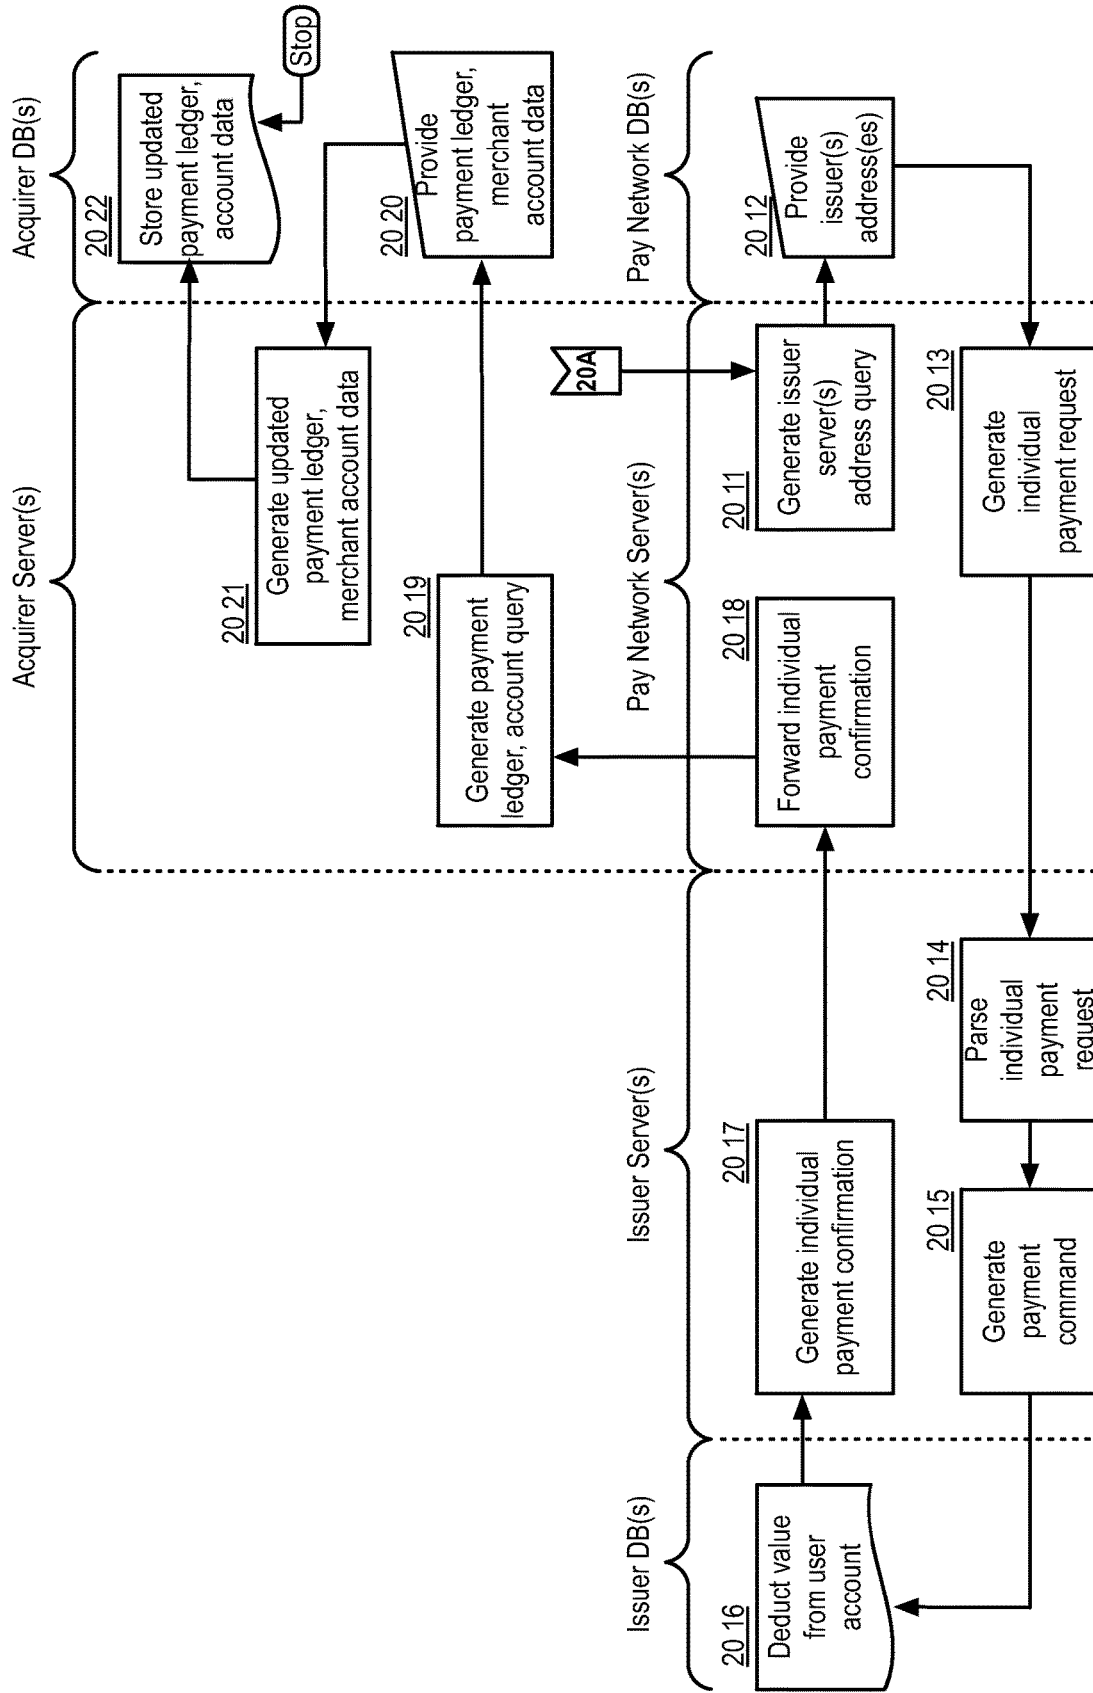 Issuer DB(s)
Issuer Server(s)
Pay Network Server(s)
Pay Network DB(s)
Acquirer Server(s)
Acquirer DB(s)
20A
2011
Generate issuer
server(s)
address query
2012
Provide
issuer(s)
address(es)
2013
Generate
individual
payment request
2014
Parse
individual
payment
request
2015
Generate
payment
command
2016
Deduct value
from user
account
2017
Generate individual
payment confirmation
2018
Forward individual
payment
confirmation
2019
Generate payment
ledger, account query
2020
Provide
payment ledger,
merchant
account data
2021
Generate updated
payment ledger,
merchant account data
2022
Store updated
payment ledger,
account data
Stop